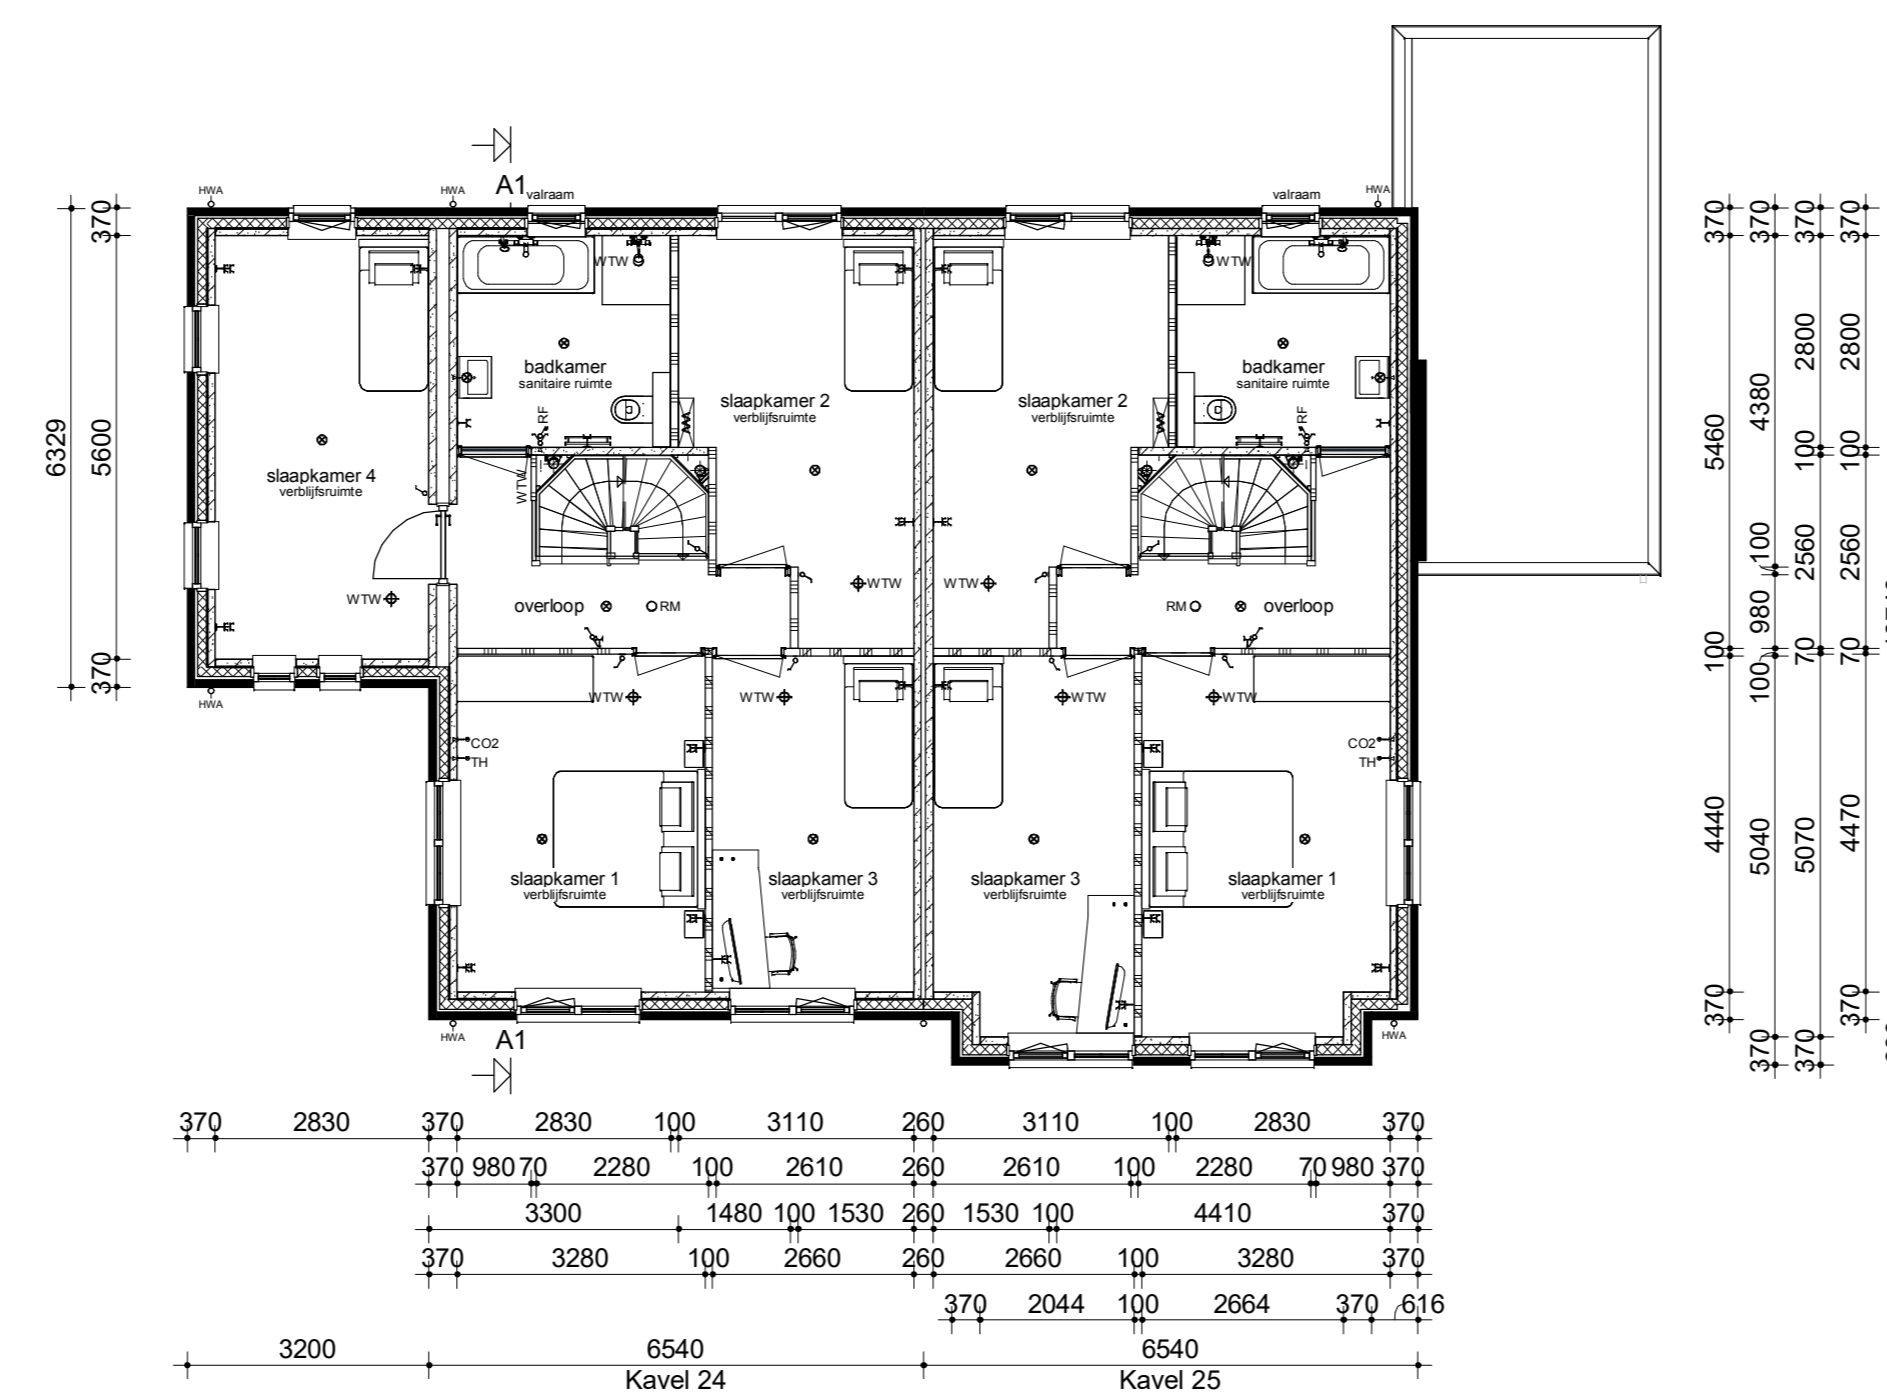 A1
HWA
HWA
valraam
valraam
HWA
WTW
WTW
badkamer
sanitaire ruimte
badkamer
sanitaire ruimte
slaapkamer 2
verblijfsruimte
slaapkamer 2
verblijfsruimte
RF
RF
slaapkamer 4
verblijfsruimte
WTW
WTW
WTW
WTW
overloop
RM
RM
overloop
HWA
WTW
WTW
WTW
WTW
CO2
TH
CO2
TH
slaapkamer 1
verblijfsruimte
slaapkamer 3
verblijfsruimte
slaapkamer 3
verblijfsruimte
slaapkamer 1
verblijfsruimte
HWA
A1
HWA
6329
370 5600 370
370 5460 100 4440 370
370 4380 100 980 100 5040 370
370 2800 100 2560 70 5070 370
370 2800 100 2560 70 4470 370
370 2830 370 2830 100 3110 260 3110 100 2830 370
370 980 70 2280 100 2610 260 2610 100 2280 70 980 370
3300 1480 100 1530 260 1530 100 4410 370
370 3280 100 2660 260 2660 100 3280 370
370 2044 100 2664 370 616
3200 6540 6540
Kavel 24 Kavel 25